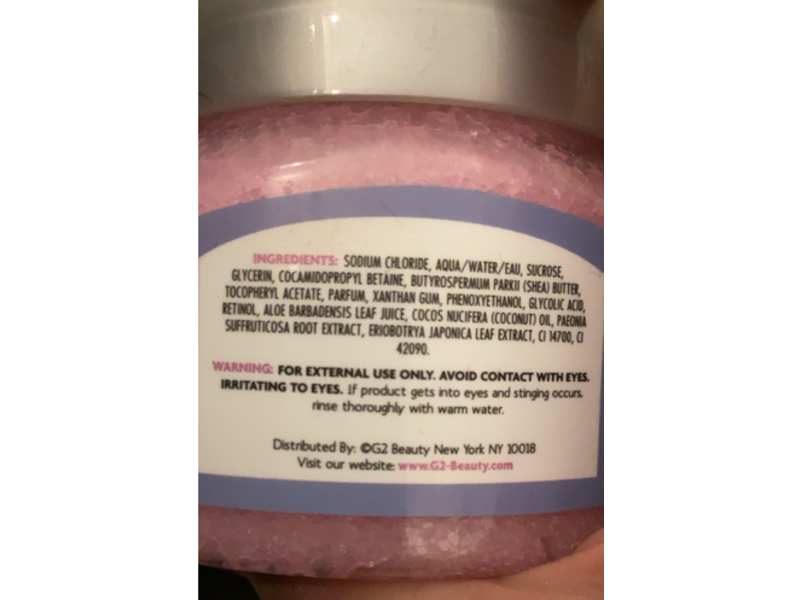 INGREDIENTS: SODIUM CHLORIDE, AQUA/WATER/EAU, SUCROSE,
GLYCERIN, COCAMIDOPROPYL BETAINE, BUTYROSPERMUM PARKII (SHEA) BUTTER,
TOCOPHERYL ACETATE, PARFUM, XANTHAN GUM, PHENOXYETHANOL, GLYCOLIC ACID,
RETINOL, ALOE BARBADENSIS LEAF JUICE, COCOS NUCIFERA (COCONUT) OIL, PAEONIA
SUFFRUTICOSA ROOT EXTRACT, ERIOBOTRYA JAPONICA LEAF EXTRACT, CI 14700, CI
42090.
WARNING: FOR EXTERNAL USE ONLY. AVOID CONTACT WITH EYES.
IRRITATING TO EYES. If product gets into eyes and stinging occurs,
rinse thoroughly with warm water.
Distributed By: ©G2 Beauty New York NY 10018
Visit our website: www.G2-Beauty.com